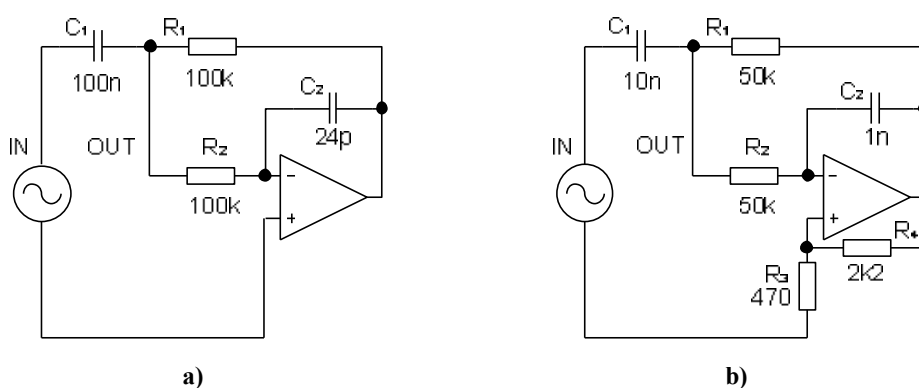 C₁ R₁
100n 100k
C₂
24p
IN OUT R₂
100k
−
+
a)
C₁ R₁
10n 50k
C₂
1n
IN OUT R₂
50k
−
+
R₄
2k2
R₃
470
b)